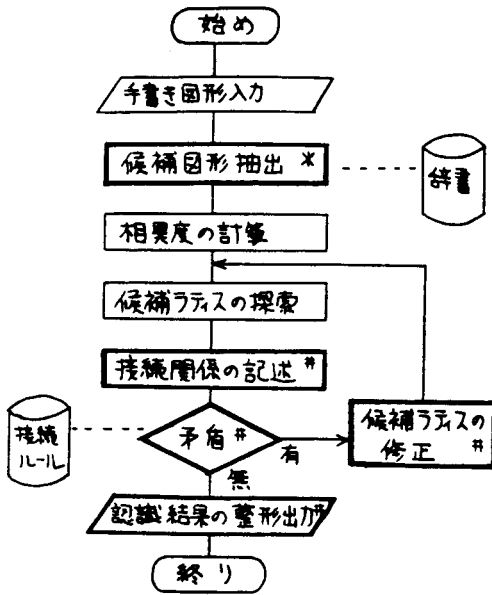 始め
手書き図形入力
候補図形抽出 *
辞書
相異度の計算
候補ラティスの探索
接続関係の記述 #
接続
ルール
矛盾 #
有
無
候補ラティスの
修正 #
認識結果の整形出力 #
終り